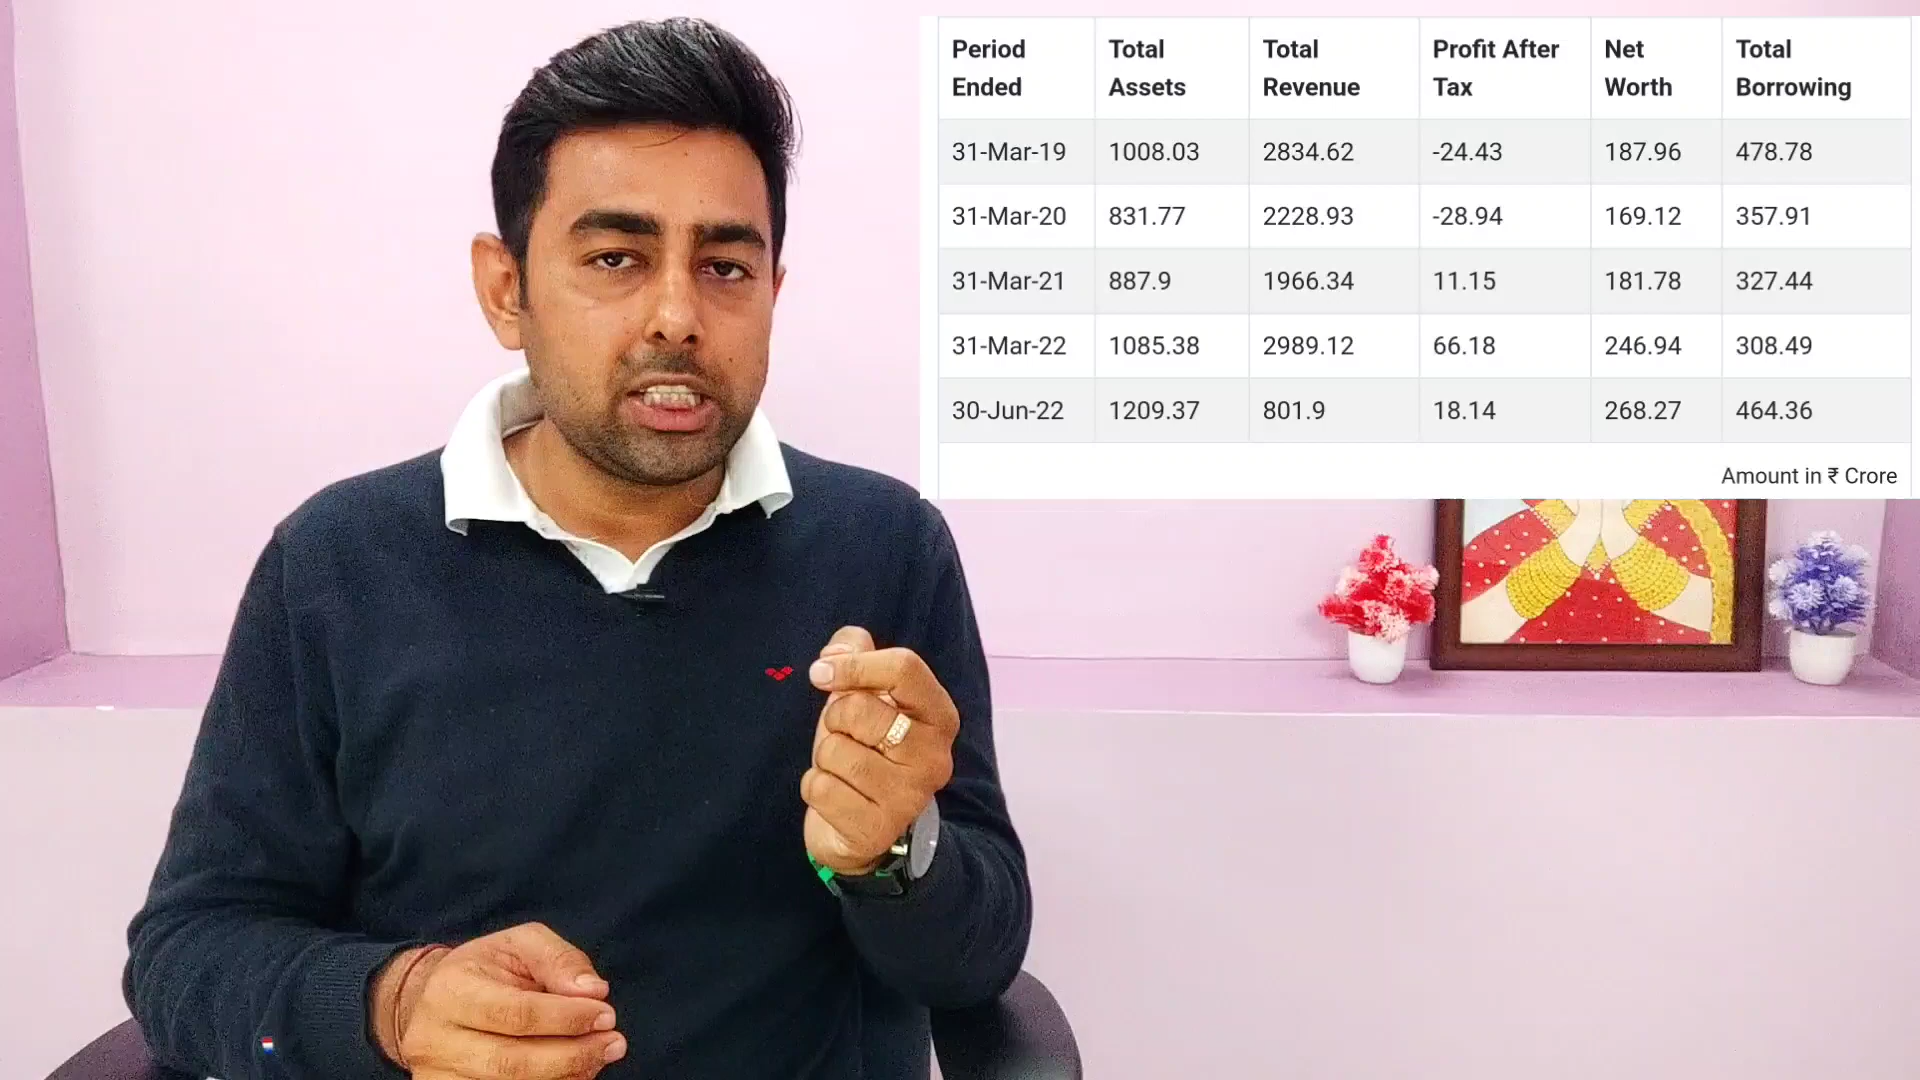 Period Ended Total Assets Total Revenue Profit After Tax Net Worth Total Borrowing
31-Mar-19 1008.03 2834.62 -24.43 187.96 478.78
31-Mar-20 831.77 2228.93 -28.94 169.12 357.91
31-Mar-21 887.9 1966.34 11.15 181.78 327.44
31-Mar-22 1085.38 2989.12 66.18 246.94 308.49
30-Jun-22 1209.37 801.9 18.14 268.27 464.36
Amount in ₹ Crore